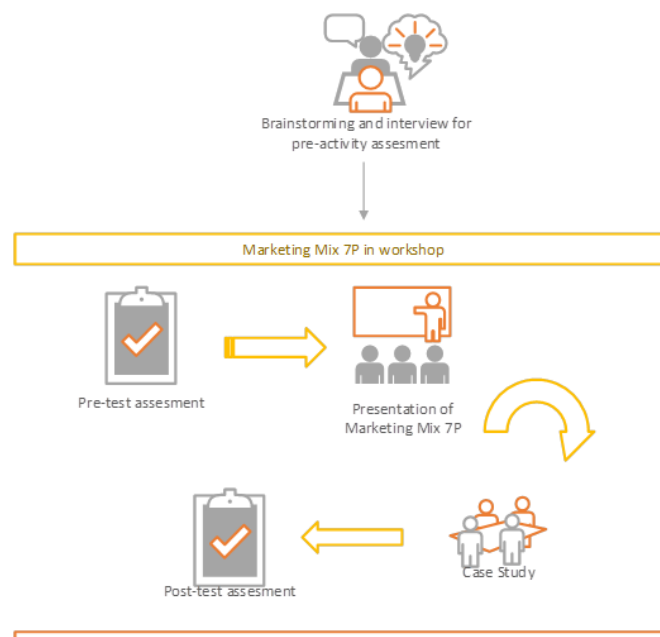 Brainstorming and interview for
pre-activity assesment
Marketing Mix 7P in workshop
Pre-test assesment
Presentation of
Marketing Mix 7P
Case Study
Post-test assesment